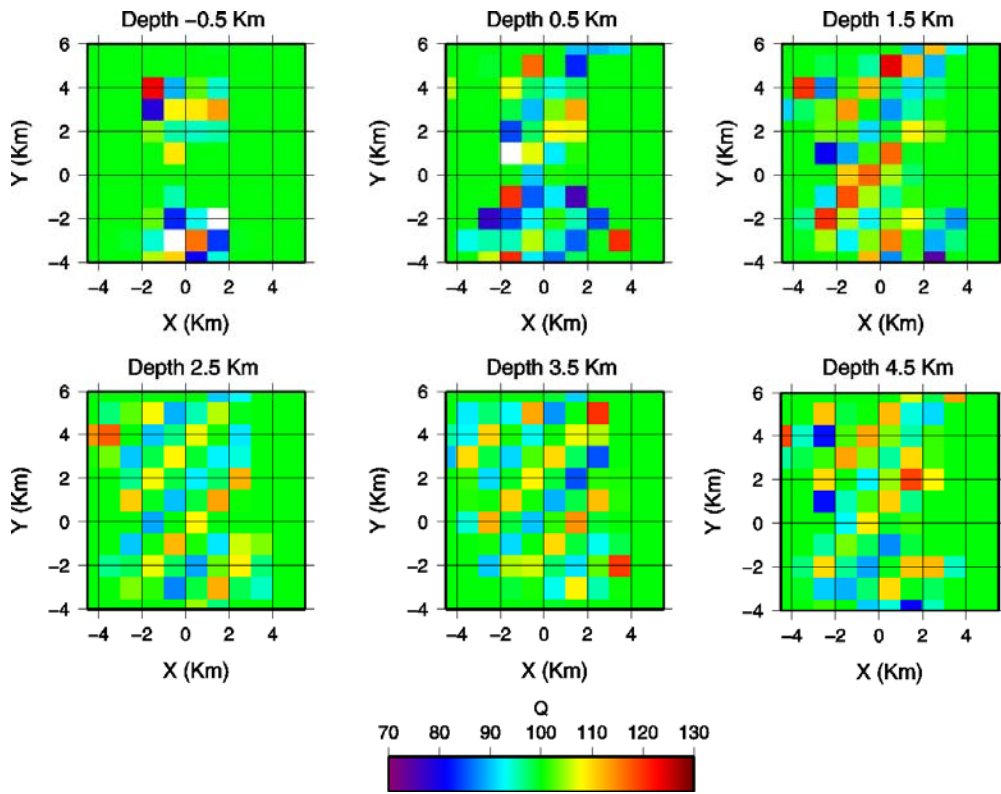 Depth −0.5 Km
Depth 0.5 Km
Depth 1.5 Km
6
4
2
0
−2
−4
Y (Km)
−4 −2 0 2 4
X (Km)
6
4
2
0
−2
−4
Y (Km)
−4 −2 0 2 4
X (Km)
6
4
2
0
−2
−4
Y (Km)
−4 −2 0 2 4
X (Km)
Depth 2.5 Km
Depth 3.5 Km
Depth 4.5 Km
6
4
2
0
−2
−4
Y (Km)
−4 −2 0 2 4
X (Km)
6
4
2
0
−2
−4
Y (Km)
−4 −2 0 2 4
X (Km)
6
4
2
0
−2
−4
Y (Km)
−4 −2 0 2 4
X (Km)
Q
70 80 90 100 110 120 130